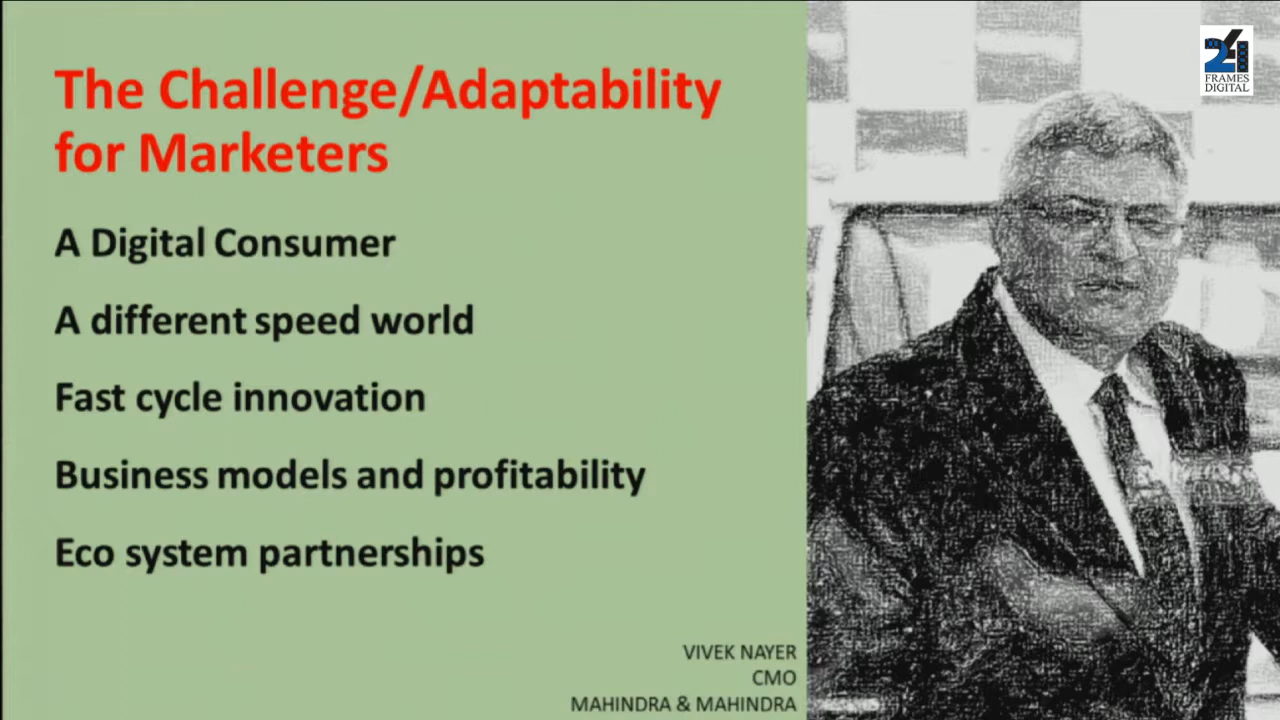 The Challenge/Adaptability
for Marketers
A Digital Consumer
A different speed world
Fast cycle innovation
Business models and profitability
Eco system partnerships
VIVEK NAYER
CMO
MAHINDRA & MAHINDRA
24
FRAMES
DIGITAL